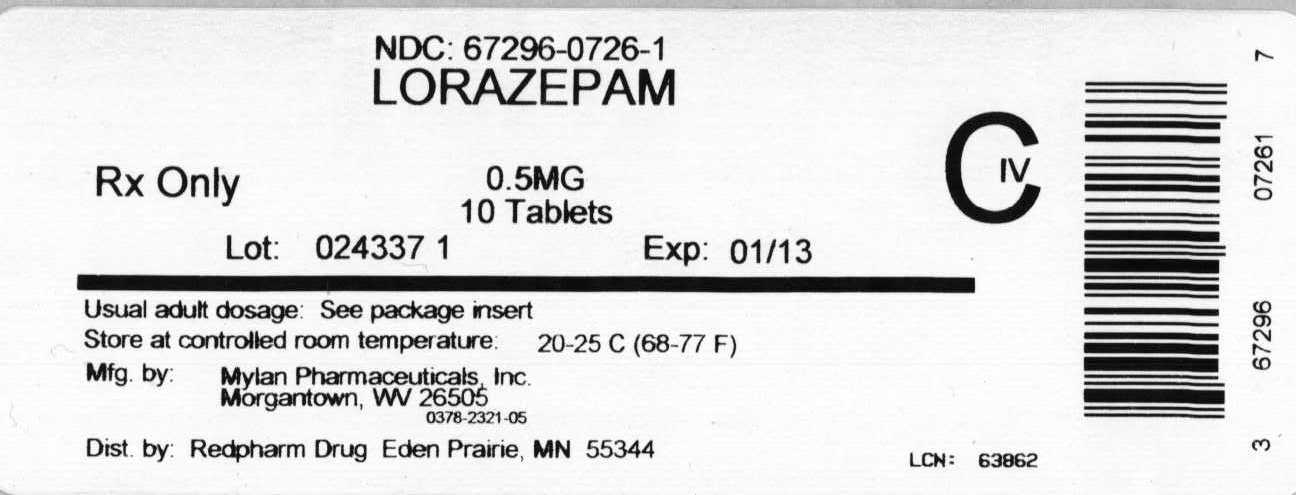 NDC: 67296-0726-1
LORAZEPAM
C IV
Rx Only 0.5MG
10 Tablets
Lot: 024337 1 Exp: 01/13
Usual adult dosage: See package insert
Store at controlled room temperature: 20-25 C (68-77 F)
Mfg. by: Mylan Pharmaceuticals, Inc.
Morgantown, WV 26505
0378-2321-05
Dist. by: Redpharm Drug Eden Prairie, MN 55344
LCN: 63862
3 67296 07261 7